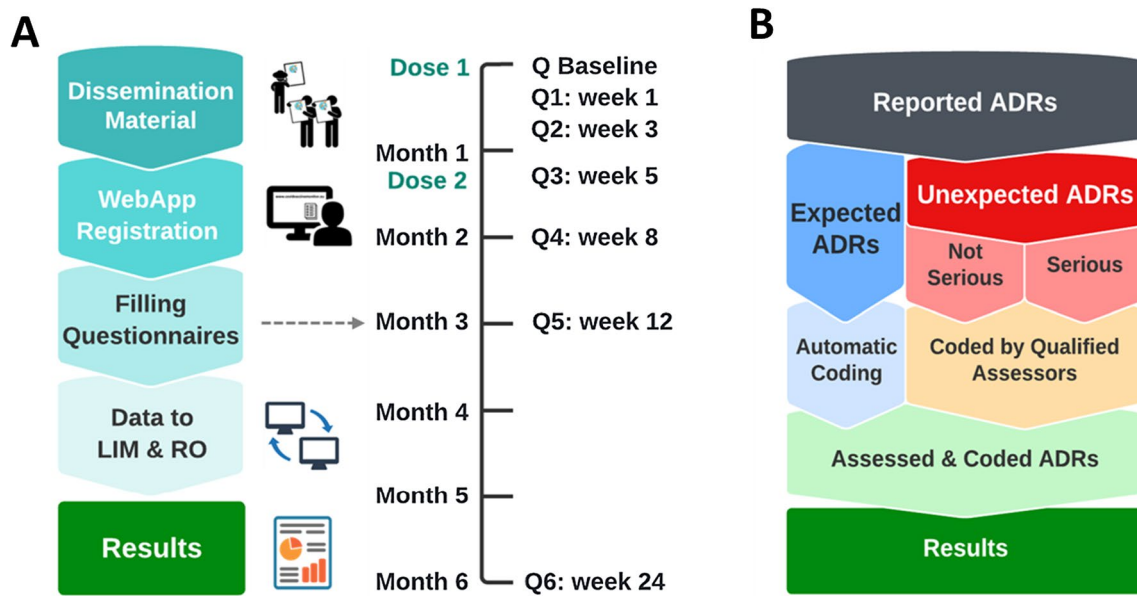 A
Dissemination
Material
WebApp
Registration
Filling
Questionnaires
Data to
LIM & RO
Results
Dose 1
Q Baseline
Q1: week 1
Q2: week 3
Month 1
Dose 2
Q3: week 5
Month 2
Q4: week 8
Month 3
Q5: week 12
Month 4
Month 5
Month 6
Q6: week 24
B
Reported ADRs
Expected
ADRs
Unexpected ADRs
Not
Serious
Serious
Automatic
Coding
Coded by Qualified
Assessors
Assessed & Coded ADRs
Results